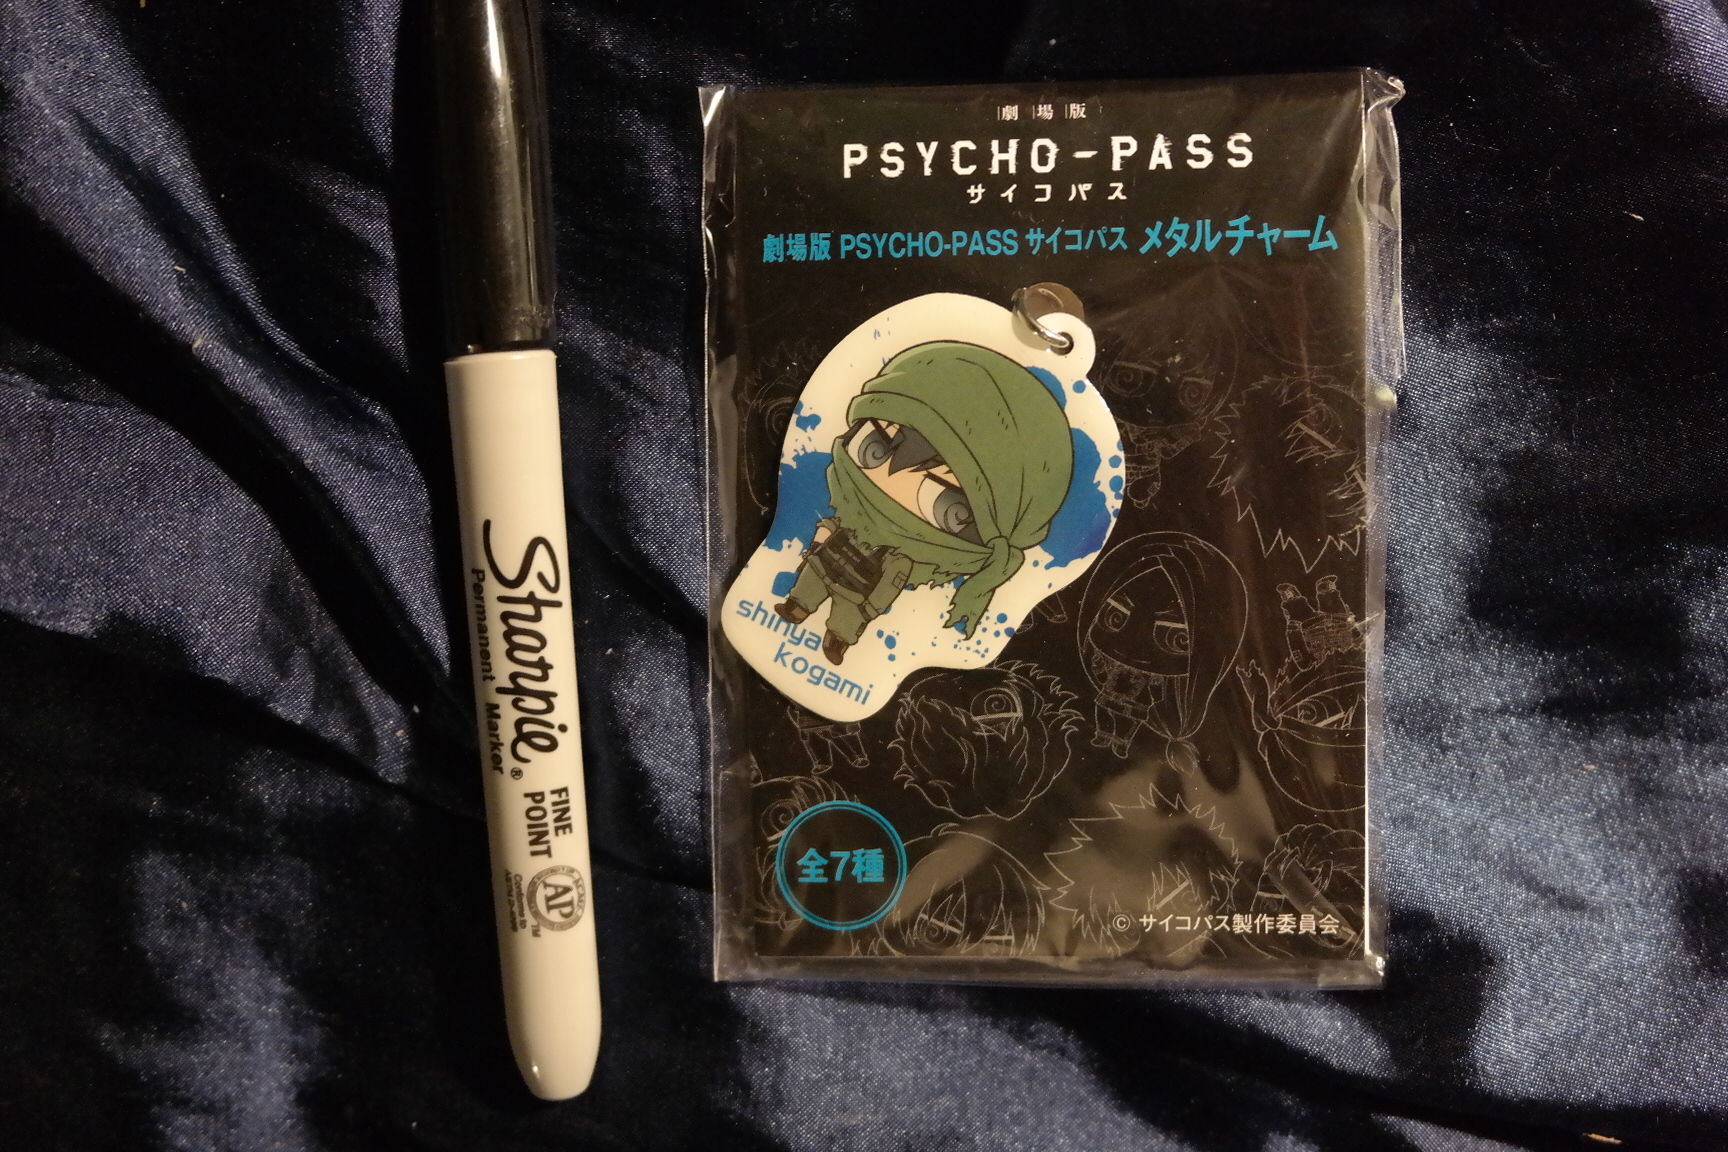 Sharpie®
Permanent Marker
FINE
POINT
AP
劇場版
PSYCHO-PASS
サイコパス
劇場版 PSYCHO-PASS サイコパス メタルチャーム
shinya
kogami
全7種
© サイコパス製作委員会